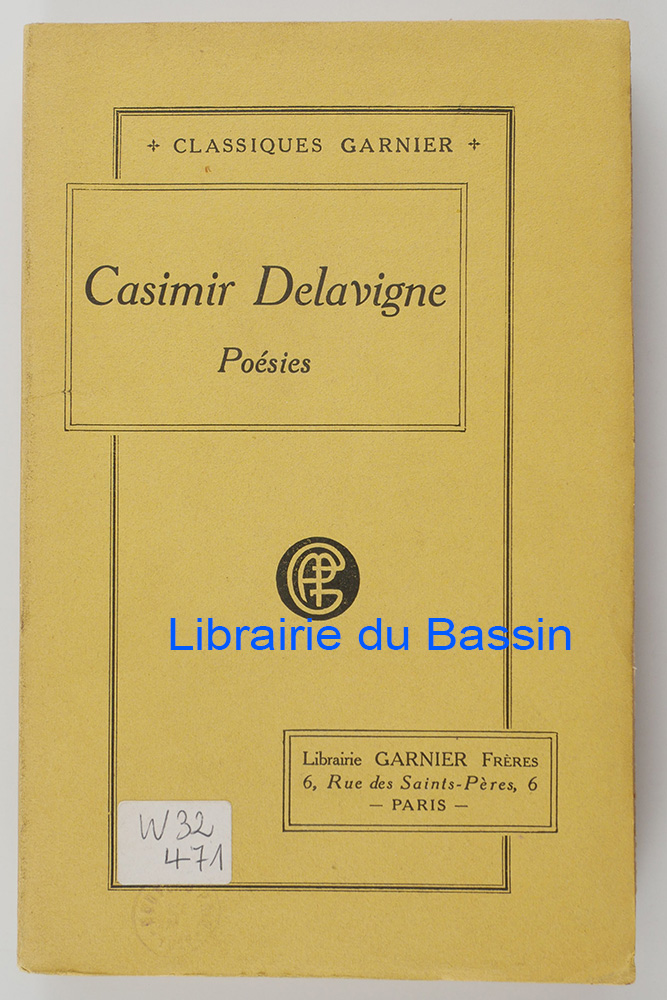 ✢ CLASSIQUES GARNIER ✢
Casimir Delavigne
Poésies
Librairie du Bassin
Librairie GARNIER FRÈRES
6, Rue des Saints-Pères, 6
— PARIS —
W 32
471